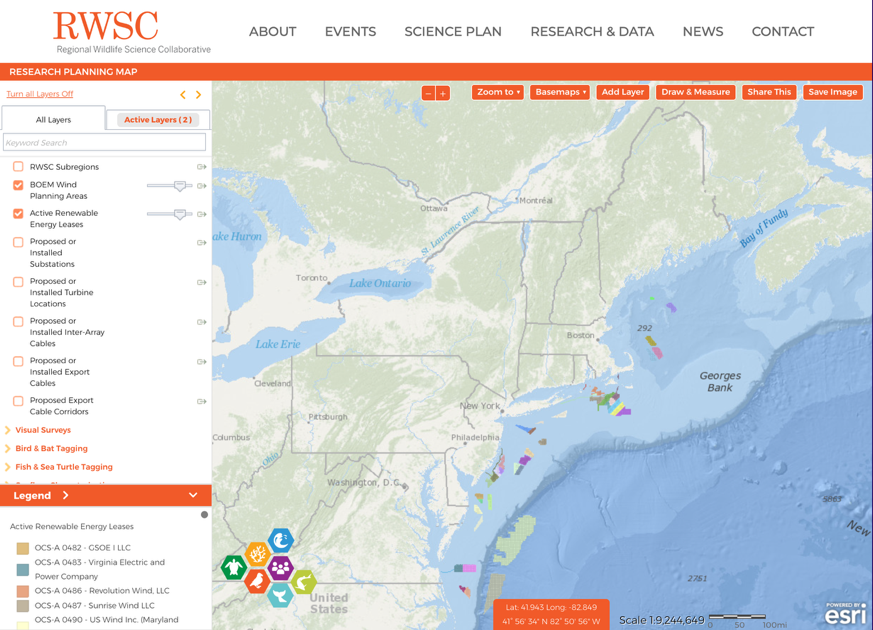 RWSC
Regional Wildlife Science Collaborative
ABOUT EVENTS SCIENCE PLAN RESEARCH & DATA NEWS CONTACT
RESEARCH PLANNING MAP
Turn all Layers Off
All Layers
Active Layers ( 2 )
Keyword Search
RWSC Subregions
BOEM Wind
Planning Areas
Active Renewable
Energy Leases
Proposed or
Installed
Substations
Proposed or
Installed Turbine
Locations
Proposed or
Installed Inter-Array
Cables
Proposed or
Installed Export
Cables
Proposed Export
Cable Corridors
Visual Surveys
Bird & Bat Tagging
Fish & Sea Turtle Tagging
Legend
Active Renewable Energy Leases
OCS-A 0482 - GSOE I LLC
OCS-A 0483 - Virginia Electric and
Power Company
OCS-A 0486 - Revolution Wind, LLC
OCS-A 0487 - Sunrise Wind LLC
OCS-A 0490 - US Wind Inc. (Maryland
− +
Zoom to ▾
Basemaps ▾
Add Layer
Draw & Measure
Share This
Save Image
Ottawa
Montréal
St. Lawrence River
Bay of Fundy
ake Huron
Toronto
Lake Ontario
292
Boston
Lake Erie
Georges
Bank
Cleveland
New York
Pittsburgh
Columbus
Philadelphia
Ohio
Washington, D.C.
5863
New
2751
United
States
Lat: 41.943 Long: -82.849
41° 56' 34" N 82° 50' 56" W
Scale 1:9,244,649
0 50 100mi
POWERED BY
esri